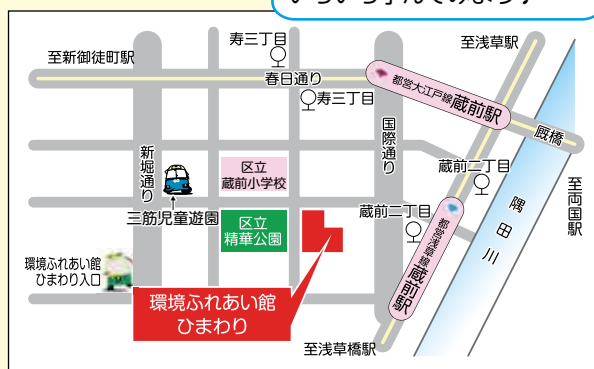 寿三丁目
至新御徒町駅
春日通り
寿三丁目
至浅草駅
都営大江戸線蔵前駅
厩橋
至両国駅
国際通り
新堀通り
区立
蔵前小学校
蔵前二丁目
三筋児童遊園
区立
精華公園
蔵前二丁目
隅田川
都営浅草線蔵前駅
環境ふれあい館
ひまわり入口
環境ふれあい館
ひまわり
至浅草橋駅